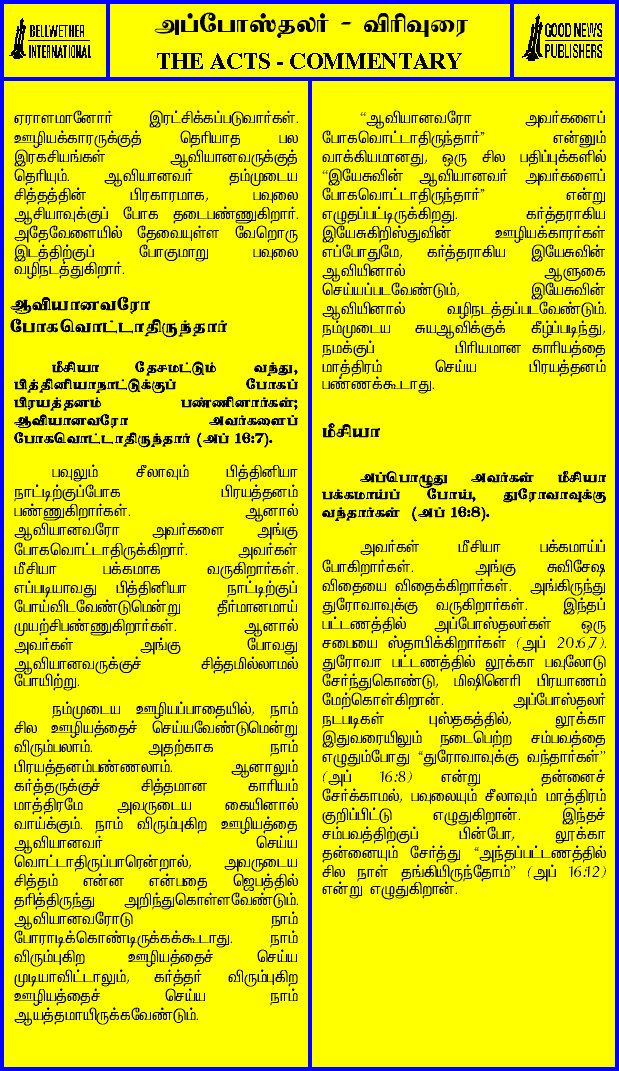 BELLWETHER
INTERNATIONAL
அப்போஸ்தலர் - விரிவுரை
THE ACTS - COMMENTARY
GOOD NEWS
PUBLISHERS
ஏராளமானோர் இரட்சிக்கப்படுவார்கள்.
ஊழியக்காரருக்குத் தெரியாத பல
இரகசியங்கள் ஆவியானவருக்குத்
தெரியும். ஆவியானவர் தம்முடைய
சித்தத்தின் பிரகாரமாக, பவுலை
ஆசியாவுக்குப் போக தடைபண்ணுகிறார்.
அதேவேளையில் தேவையுள்ள வேறொரு
இடத்திற்குப் போகுமாறு பவுலை
வழிநடத்துகிறார்.
ஆவியானவரோ
போகவொட்டாதிருந்தார்
மீசியா தேசமட்டும் வந்து,
பித்தினியாநாட்டுக்குப் போகப்
பிரயத்தனம் பண்ணினார்கள்;
ஆவியானவரோ அவர்களைப்
போகவொட்டாதிருந்தார் (அப் 16:7).
பவுலும் சீலாவும் பித்தினியா
நாட்டிற்குப்போக பிரயத்தனம்
பண்ணுகிறார்கள். ஆனால்
ஆவியானவரோ அவர்களை அங்கு
போகவொட்டாதிருக்கிறார். அவர்கள்
மீசியா பக்கமாக வருகிறார்கள்.
எப்படியாவது பித்தினியா நாட்டிற்குப்
போய்விடவேண்டுமென்று தீர்மானமாய்
முயற்சிபண்ணுகிறார்கள். ஆனால்
அவர்கள் அங்கு போவது
ஆவியானவருக்குச் சித்தமில்லாமல்
போயிற்று.
நம்முடைய ஊழியப்பாதையில், நாம்
சில ஊழியத்தைச் செய்யவேண்டுமென்று
விரும்பலாம். அதற்காக நாம்
பிரயத்தனம்பண்ணலாம். ஆனாலும்
கர்த்தருக்குச் சித்தமான காரியம்
மாத்திரமே அவருடைய கையினால்
வாய்க்கும். நாம் விரும்புகிற ஊழியத்தை
ஆவியானவர் செய்ய
வொட்டாதிருப்பாரென்றால், அவருடைய
சித்தம் என்ன என்பதை ஜெபத்தில்
தரித்திருந்து அறிந்துகொள்ளவேண்டும்.
ஆவியானவரோடு நாம்
போராடிக்கொண்டிருக்கக்கூடாது. நாம்
விரும்புகிற ஊழியத்தைச் செய்ய
முடியாவிட்டாலும், கர்த்தர் விரும்புகிற
ஊழியத்தைச் செய்ய நாம்
ஆயத்தமாயிருக்கவேண்டும்.
“ஆவியானவரோ அவர்களைப்
போகவொட்டாதிருந்தார்” என்னும்
வாக்கியமானது, ஒரு சில பதிப்புக்களில்
“இயேசுவின் ஆவியானவர் அவர்களைப்
போகவொட்டாதிருந்தார்” என்று
எழுதப்பட்டிருக்கிறது. கர்த்தராகிய
இயேசுகிறிஸ்துவின் ஊழியக்காரர்கள்
எப்போதுமே, கர்த்தராகிய இயேசுவின்
ஆவியினால் ஆளுகை
செய்யப்படவேண்டும், இயேசுவின்
ஆவியினால் வழிநடத்தப்படவேண்டும்.
நம்முடைய சுயஆவிக்குக் கீழ்ப்படிந்து,
நமக்குப் பிரியமான காரியத்தை
மாத்திரம் செய்ய பிரயத்தனம்
பண்ணக்கூடாது.
மீசியா
அப்பொழுது அவர்கள் மீசியா
பக்கமாய்ப் போய், துரோவாவுக்கு
வந்தார்கள் (அப் 16:8).
அவர்கள் மீசியா பக்கமாய்ப்
போகிறார்கள். அங்கு சுவிசேஷ
விதையை விதைக்கிறார்கள். அங்கிருந்து
துரோவாவுக்கு வருகிறார்கள். இந்தப்
பட்டணத்தில் அப்போஸ்தலர்கள் ஒரு
சபையை ஸ்தாபிக்கிறார்கள் (அப் 20:6,7).
துரோவா பட்டணத்தில் லூக்கா பவுலோடு
சேர்ந்துகொண்டு, மிஷினெரி பிரயாணம்
மேற்கொள்கிறான். அப்போஸ்தலர்
நடபடிகள் புஸ்தகத்தில், லூக்கா
இதுவரையிலும் நடைபெற்ற சம்பவத்தை
எழுதும்போது “துரோவாவுக்கு வந்தார்கள்”
(அப் 16:8) என்று தன்னைச்
சேர்க்காமல், பவுலையும் சீலாவும் மாத்திரம்
குறிப்பிட்டு எழுதுகிறான். இந்தச்
சம்பவத்திற்குப் பின்போ, லூக்கா
தன்னையும் சேர்த்து “அந்தப்பட்டணத்தில்
சில நாள் தங்கியிருந்தோம்” (அப் 16:12)
என்று எழுதுகிறான்.